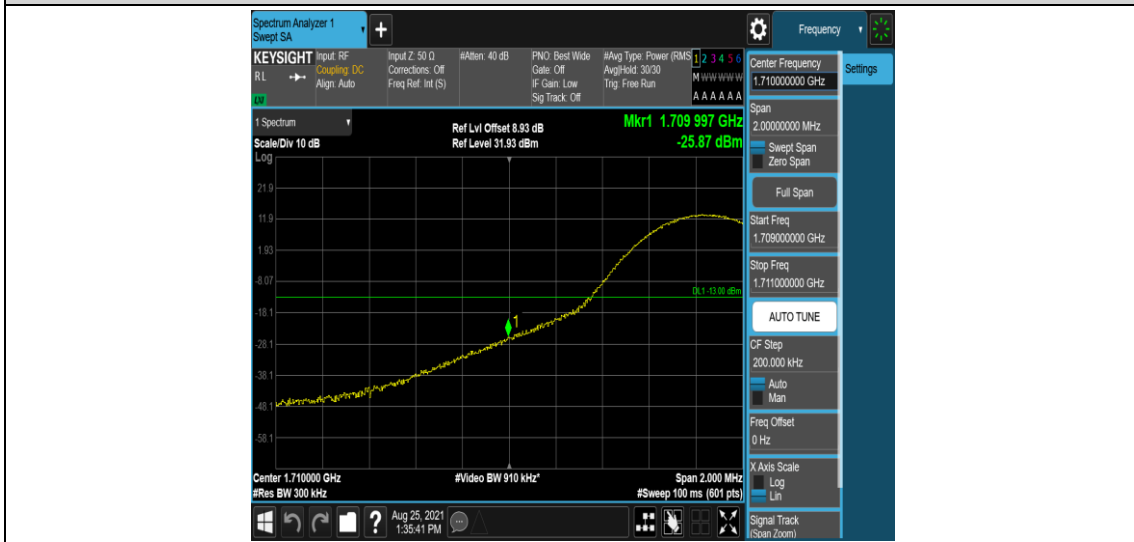 Spectrum Analyzer 1
Swept SA
+
Frequency
KEYSIGHT
RL
LXI
Input: RF
Coupling: DC
Align: Auto
Input Z: 50 Ω
Corrections: Off
Freq Ref: Int (S)
#Atten: 40 dB
PNO: Best Wide
Gate: Off
IF Gain: Low
Sig Track: Off
#Avg Type: Power (RMS
Avg|Hold: 30/30
Trig: Free Run
1 2 3 4 5 6
M W W W W W
A A A A A A
1 Spectrum
Scale/Div 10 dB
Log
Ref Lvl Offset 8.93 dB
Ref Level 31.93 dBm
Mkr1 1.709 997 GHz
-25.87 dBm
21.9
11.9
1.93
-8.07
-18.1
-28.1
-38.1
-48.1
-58.1
DL1 -13.00 dBm
1
Center 1.710000 GHz
#Res BW 300 kHz
#Video BW 910 kHz*
Span 2.000 MHz
#Sweep 100 ms (601 pts)
Center Frequency
1.710000000 GHz
Settings
Span
2.00000000 MHz
Swept Span
Zero Span
Full Span
Start Freq
1.709000000 GHz
Stop Freq
1.711000000 GHz
AUTO TUNE
CF Step
200.000 kHz
Auto
Man
Freq Offset
0 Hz
X Axis Scale
Log
Lin
Signal Track
(Span Zoom)
?
Aug 25, 2021
1:35:41 PM